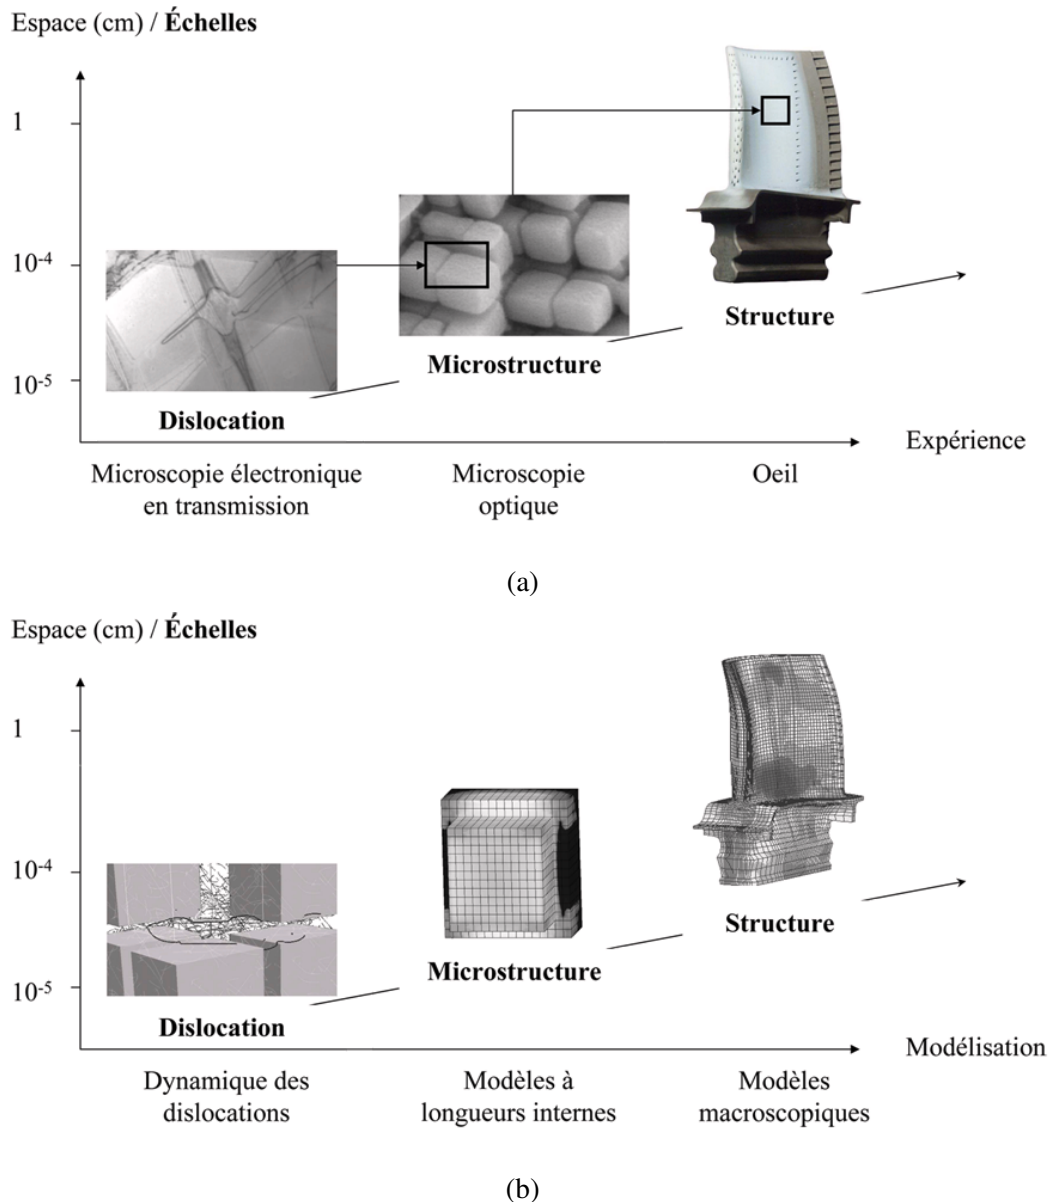 Espace (cm) / Échelles
1
10⁻⁴
10⁻⁵
Structure
Microstructure
Dislocation
Expérience
Microscopie électronique
en transmission
Microscopie
optique
Oeil
(a)
Espace (cm) / Échelles
1
10⁻⁴
10⁻⁵
Structure
Microstructure
Dislocation
Modélisation
Dynamique des
dislocations
Modèles à
longueurs internes
Modèles
macroscopiques
(b)